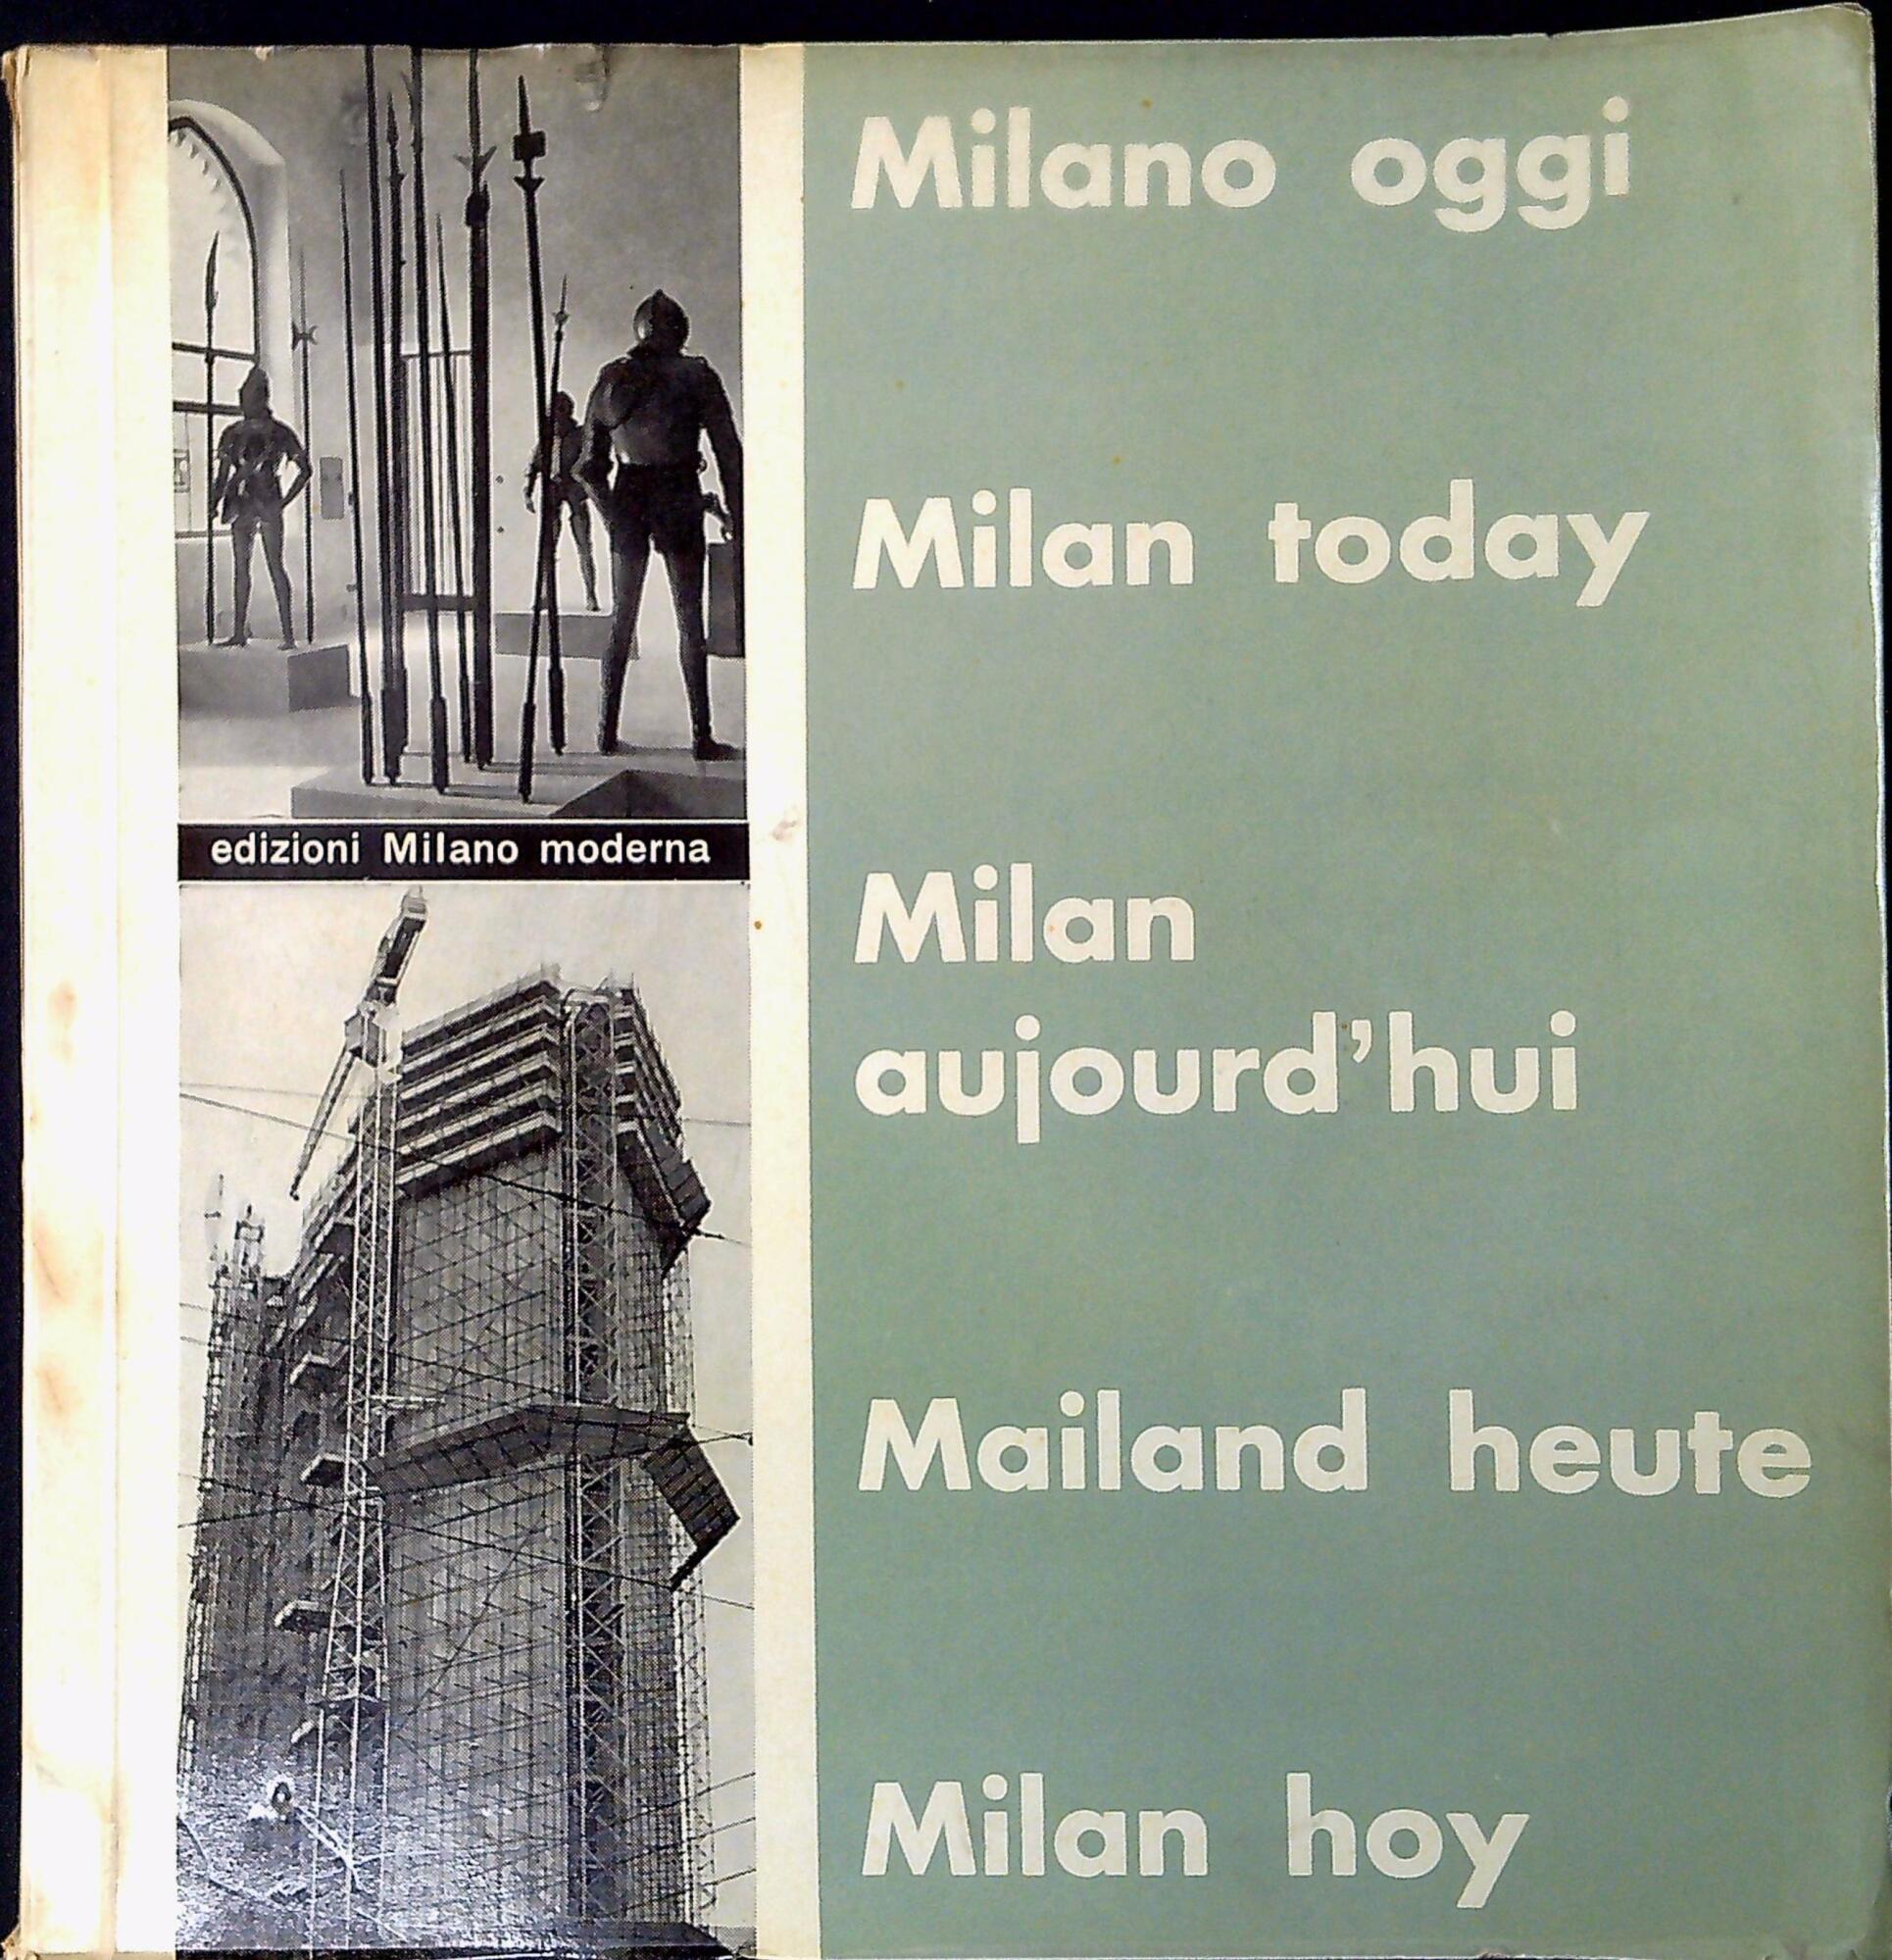 Milano oggi
Milan today
Milan
aujourd'hui
Mailand heute
Milan hoy
edizioni Milano moderna